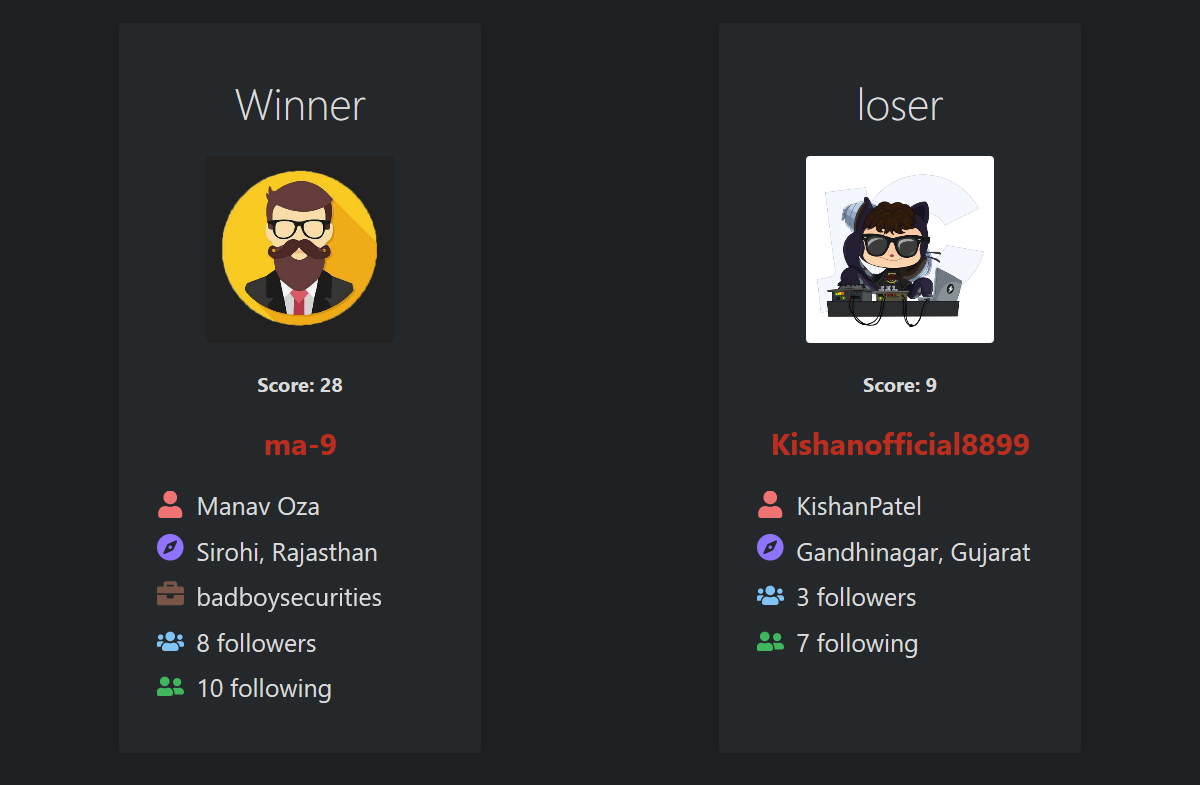 Winner
Score: 28
ma-9
Manav Oza
Sirohi, Rajasthan
badboysecurities
8 followers
10 following
loser
Score: 9
Kishanofficial8899
KishanPatel
Gandhinagar, Gujarat
3 followers
7 following